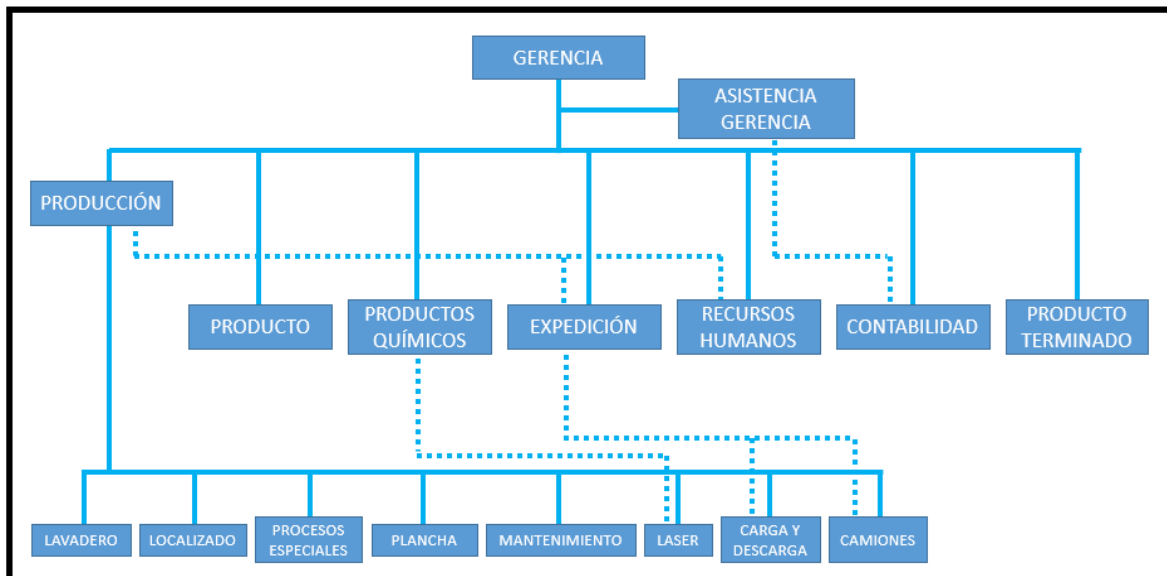 GERENCIA
ASISTENCIA
GERENCIA
PRODUCCIÓN
PRODUCTO
PRODUCTOS
QUÍMICOS
EXPEDICIÓN
RECURSOS
HUMANOS
CONTABILIDAD
PRODUCTO
TERMINADO
LAVADERO
LOCALIZADO
PROCESOS
ESPECIALES
PLANCHA
MANTENIMIENTO
LASER
CARGA Y
DESCARGA
CAMIONES